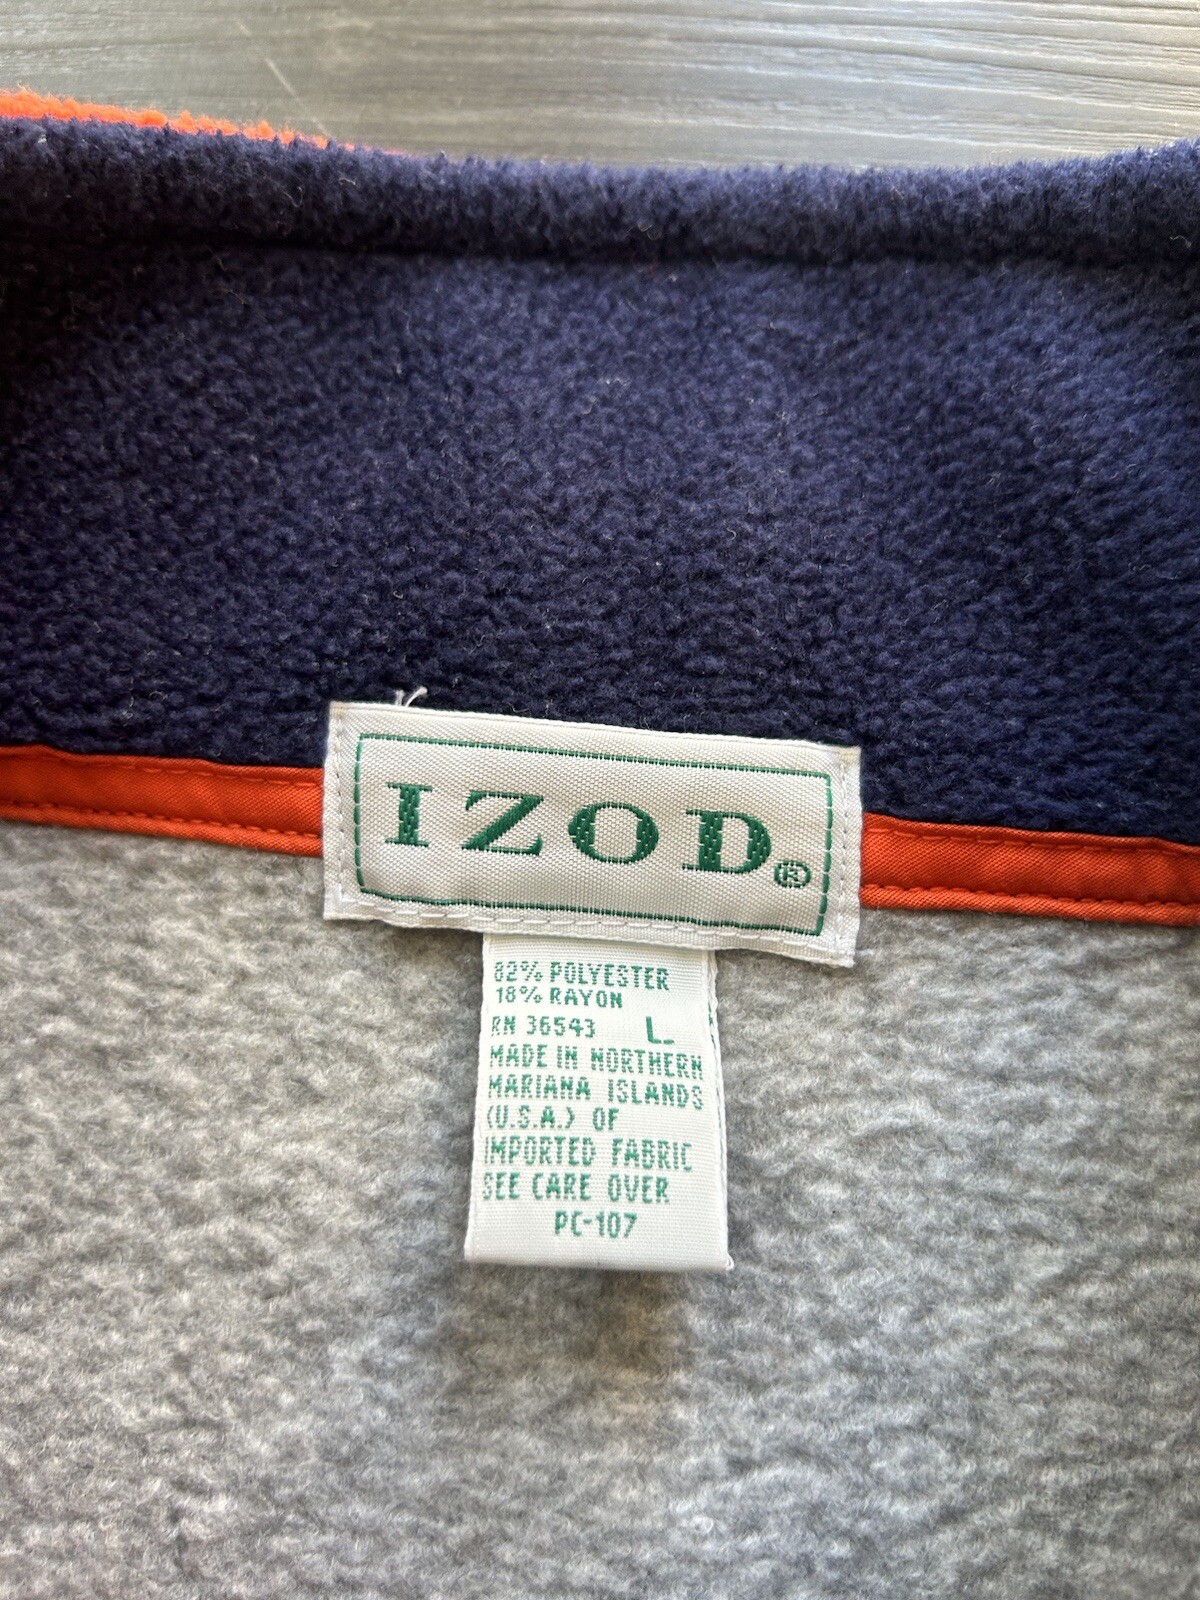 IZOD®
82% POLYESTER
18% RAYON
RN 36543 L
MADE IN NORTHERN
MARIANA ISLANDS
(U.S.A.) OF
IMPORTED FABRIC
SEE CARE OVER
PC-107